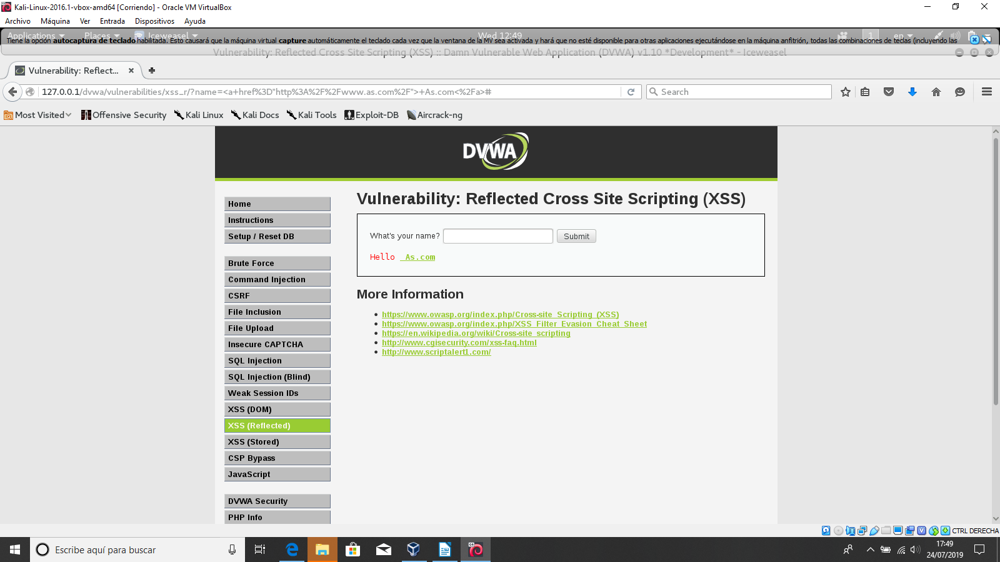 Kali-Linux-2016.1-vbox-amd64 [Corriendo] - Oracle VM VirtualBox
Archivo Máquina Ver Entrada Dispositivos Ayuda
Applications Places Iceweasel Wed 12:49 1 en
Tiene la opción autocaptura de teclado habilitada. Esto causará que la máquina virtual capture automáticamente el teclado cada vez que la ventana de la MV sea activada y hará que no esté disponible para otras aplicaciones ejecutándose en la máquina anfitrión, todas las combinaciones de teclas (incluyendo las
Vulnerability: Reflected Cross Site Scripting (XSS) :: Damn Vulnerable Web Application (DVWA) v1.10 *Development* - Iceweasel
Vulnerability: Reflect...
127.0.0.1/dvwa/vulnerabilities/xss_r/?name=<a+href%3D"http%3A%2F%2Fwww.as.com%2F">+As.com<%2Fa>#
Search
Most Visited Offensive Security Kali Linux Kali Docs Kali Tools Exploit-DB Aircrack-ng
DVWA
Vulnerability: Reflected Cross Site Scripting (XSS)
What's your name? Submit
Hello As.com
More Information
https://www.owasp.org/index.php/Cross-site_Scripting_(XSS)
https://www.owasp.org/index.php/XSS_Filter_Evasion_Cheat_Sheet
https://en.wikipedia.org/wiki/Cross-site_scripting
http://www.cgisecurity.com/xss-faq.html
http://www.scriptalert1.com/
Home
Instructions
Setup / Reset DB
Brute Force
Command Injection
CSRF
File Inclusion
File Upload
Insecure CAPTCHA
SQL Injection
SQL Injection (Blind)
Weak Session IDs
XSS (DOM)
XSS (Reflected)
XSS (Stored)
CSP Bypass
JavaScript
DVWA Security
PHP Info
CTRL DERECHA
Escribe aquí para buscar
17:49
24/07/2019